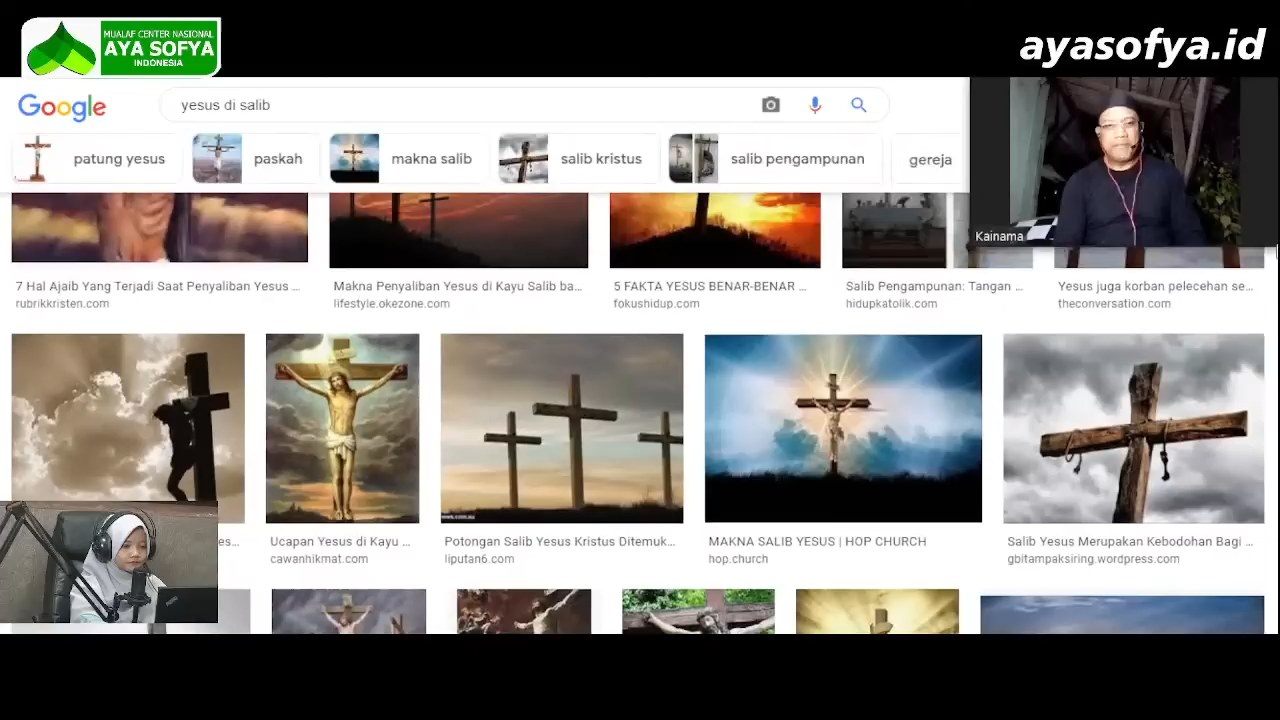 MUALAF CENTER NASIONAL
AYA SOFYA
INDONESIA
ayasofya.id
Google
yesus di salib
patung yesus
paskah
makna salib
salib kristus
salib pengampunan
gereja
Kainama
7 Hal Ajaib Yang Terjadi Saat Penyaliban Yesus ...
rubrikkristen.com
Makna Penyaliban Yesus di Kayu Salib ba...
lifestyle.okezone.com
5 FAKTA YESUS BENAR-BENAR ...
fokushidup.com
Salib Pengampunan: Tangan ...
hidupkatolik.com
Yesus juga korban pelecehan se...
theconversation.com
es...
Ucapan Yesus di Kayu ...
cawanhikmat.com
Potongan Salib Yesus Kristus Ditemuk...
liputan6.com
MAKNA SALIB YESUS | HOP CHURCH
hop.church
Salib Yesus Merupakan Kebodohan Bagi ...
gbitampaksiring.wordpress.com